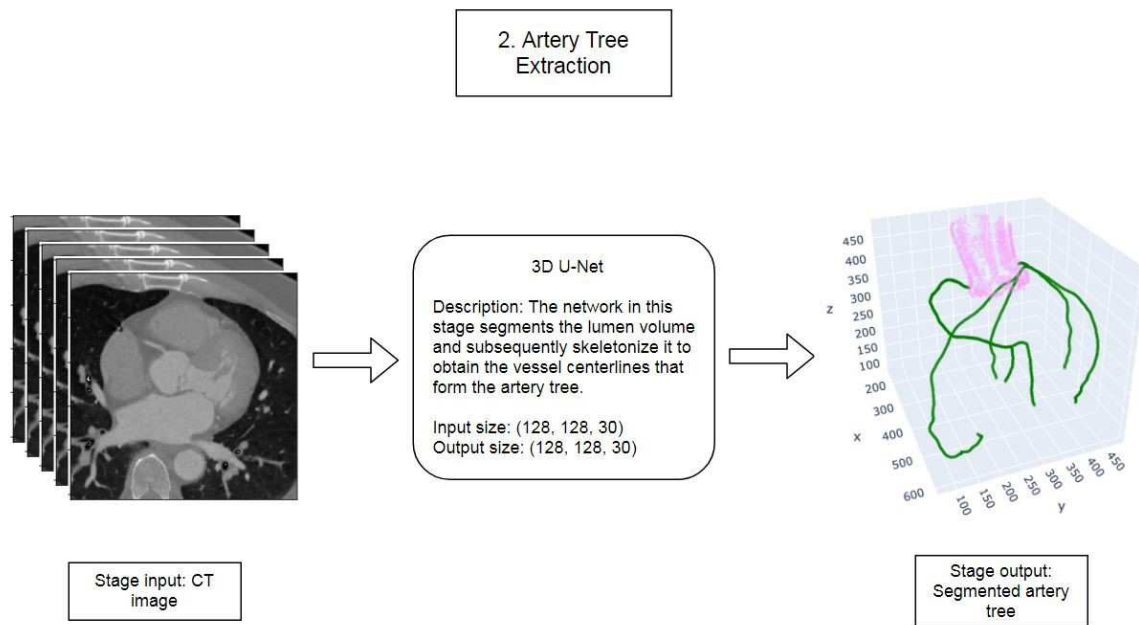 2. Artery Tree
Extraction
3D U-Net
Description: The network in this
stage segments the lumen volume
and subsequently skeletonize it to
obtain the vessel centerlines that
form the artery tree.
Input size: (128, 128, 30)
Output size: (128, 128, 30)
450
400
350
300
250
200
150
100
z
200
300
400
500
600
x
100
150
200
250
300
350
400
450
y
Stage input: CT
image
Stage output:
Segmented artery
tree